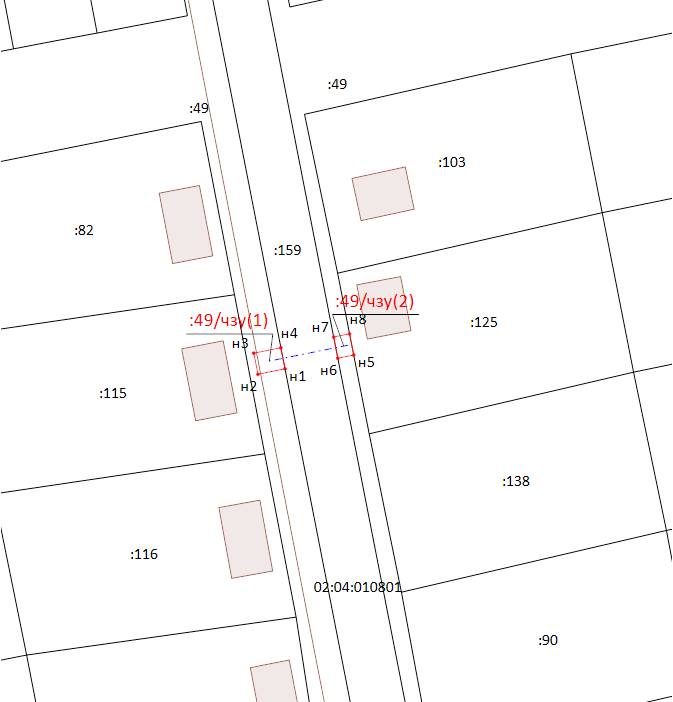 :49
:49
:103
:82
:159
:49/чзу(2)
:49/чзу(1)
н8
н7
:125
н4
н3
н5
н6
н1
н2
:115
:138
:116
02:04:010801
:90